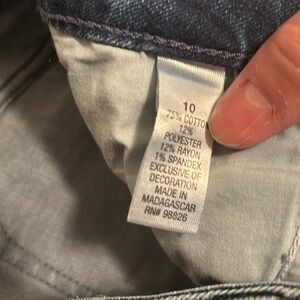 10
75% COTTON
12%
POLYESTER
12% RAYON
1% SPANDEX
EXCLUSIVE OF
DECORATION
MADE IN
MADAGASCAR
RN# 98826